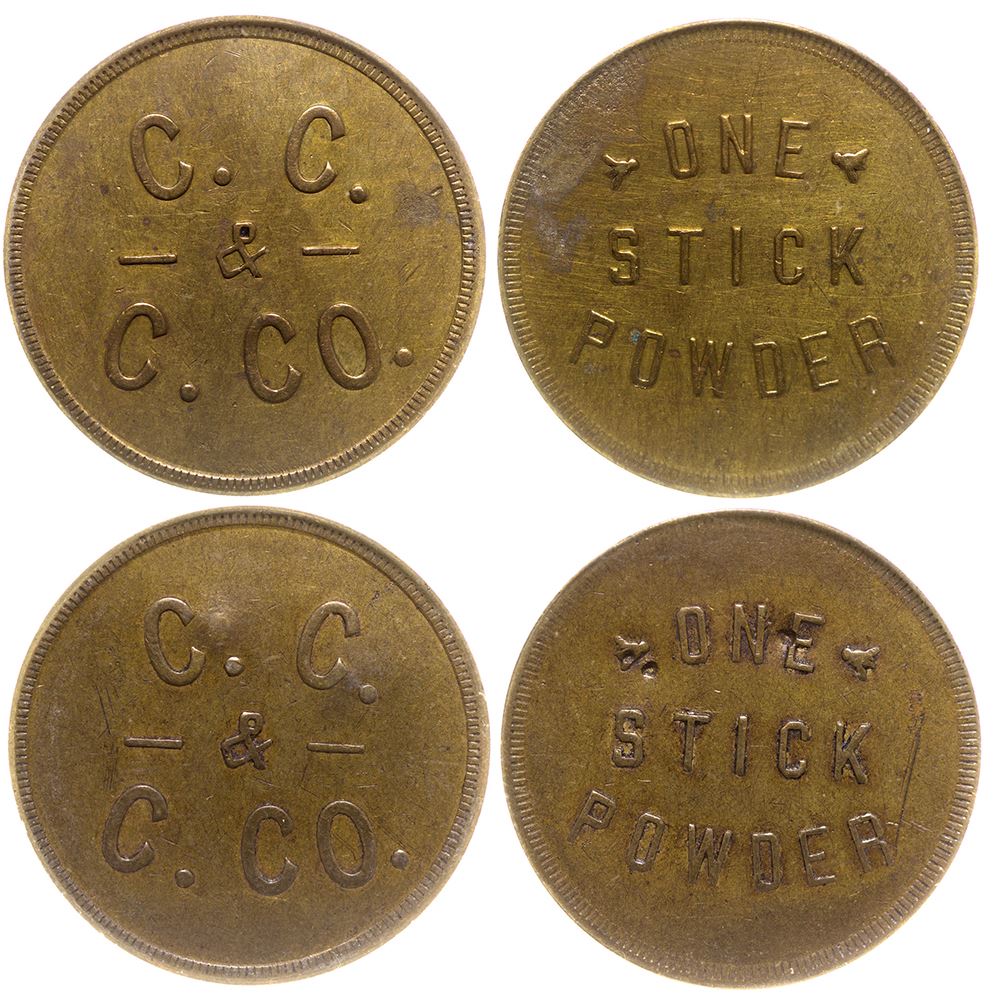 C. C.
— & —
C. CO.
ONE
STICK
POWDER
C. C.
— & —
C. CO.
ONE
STICK
POWDER